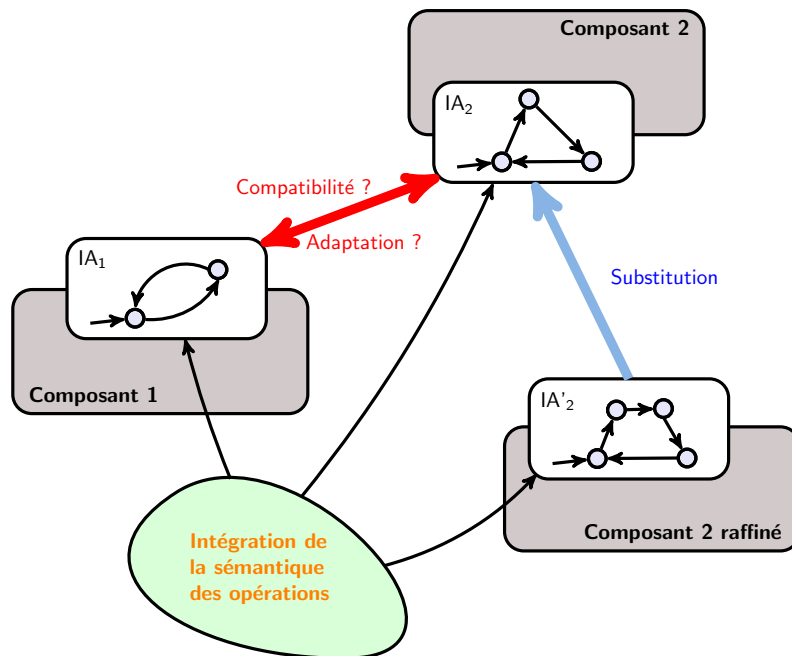 Composant 2
IA₂
Compatibilité ?
Adaptation ?
IA₁
Substitution
Composant 1
IA'₂
Composant 2 raffiné
Intégration de
la sémantique
des opérations